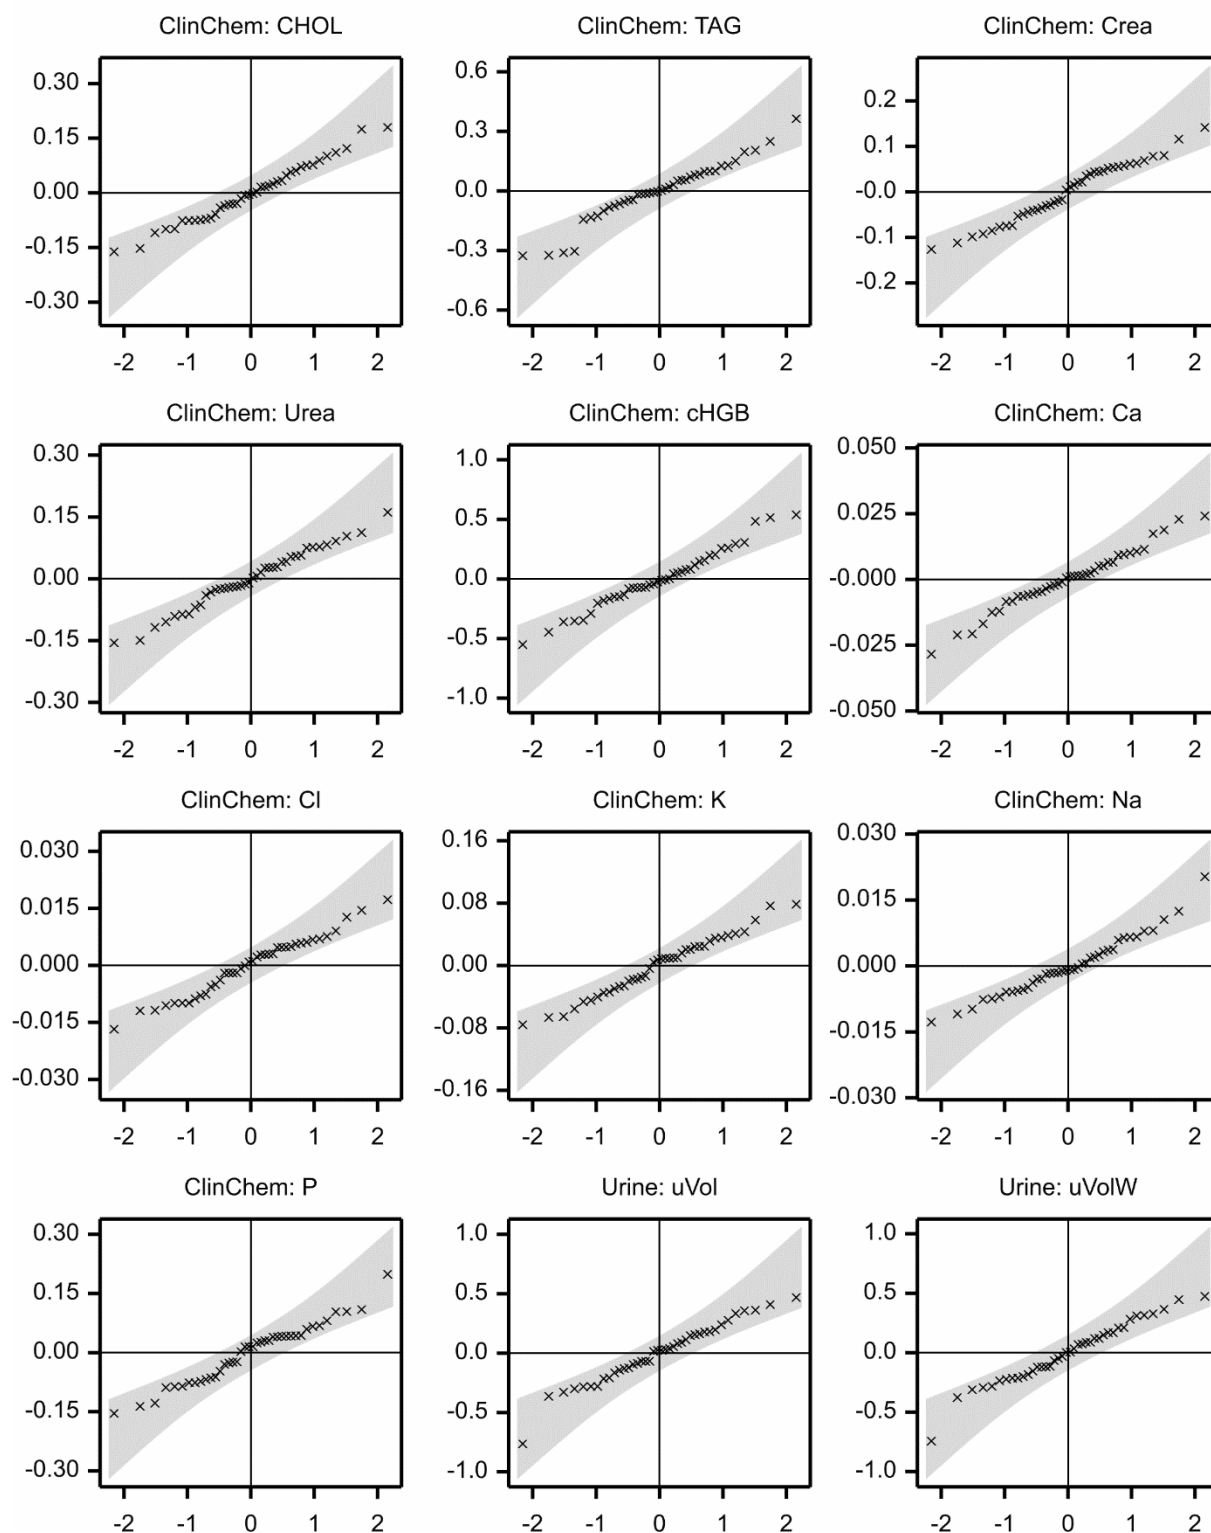 ClinChem: CHOL
0.30
0.15
0.00
-0.15
-0.30
-2 -1 0 1 2
ClinChem: TAG
0.6
0.3
0.0
-0.3
-0.6
-2 -1 0 1 2
ClinChem: Crea
0.2
0.1
-0.0
-0.1
-0.2
-2 -1 0 1 2
ClinChem: Urea
0.30
0.15
0.00
-0.15
-0.30
-2 -1 0 1 2
ClinChem: cHGB
1.0
0.5
0.0
-0.5
-1.0
-2 -1 0 1 2
ClinChem: Ca
0.050
0.025
-0.000
-0.025
-0.050
-2 -1 0 1 2
ClinChem: Cl
0.030
0.015
0.000
-0.015
-0.030
-2 -1 0 1 2
ClinChem: K
0.16
0.08
0.00
-0.08
-0.16
-2 -1 0 1 2
ClinChem: Na
0.030
0.015
0.000
-0.015
-0.030
-2 -1 0 1 2
ClinChem: P
0.30
0.15
0.00
-0.15
-0.30
-2 -1 0 1 2
Urine: uVol
1.0
0.5
0.0
-0.5
-1.0
-2 -1 0 1 2
Urine: uVolW
1.0
0.5
0.0
-0.5
-1.0
-2 -1 0 1 2